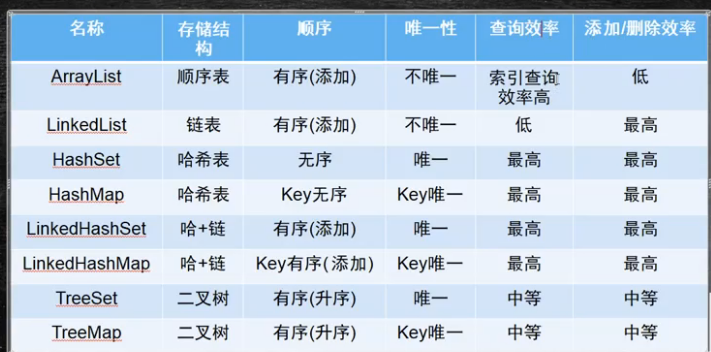 名称 存储结构 顺序 唯一性 查询效率 添加/删除效率
ArrayList 顺序表 有序(添加) 不唯一 索引查询效率高 低
LinkedList 链表 有序(添加) 不唯一 低 最高
HashSet 哈希表 无序 唯一 最高 最高
HashMap 哈希表 Key无序 Key唯一 最高 最高
LinkedHashSet 哈+链 有序(添加) 唯一 最高 最高
LinkedHashMap 哈+链 Key有序(添加) Key唯一 最高 最高
TreeSet 二叉树 有序(升序) 唯一 中等 中等
TreeMap 二叉树 有序(升序) Key唯一 中等 中等